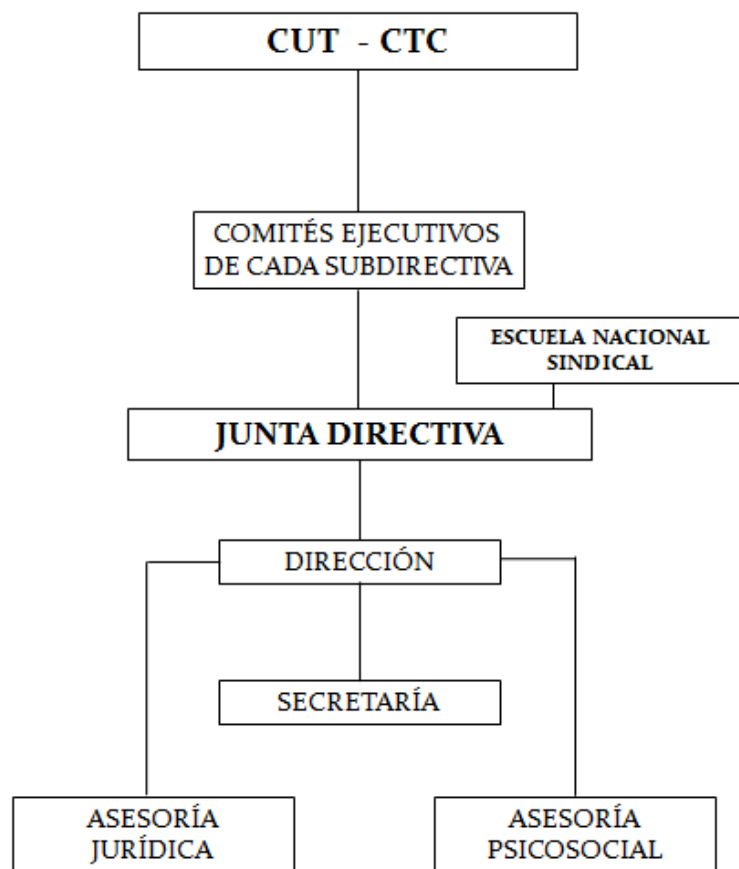 CUT - CTC
COMITÉS EJECUTIVOS
DE CADA SUBDIRECTIVA
ESCUELA NACIONAL
SINDICAL
JUNTA DIRECTIVA
DIRECCIÓN
SECRETARÍA
ASESORÍA
JURÍDICA
ASESORÍA
PSICOSOCIAL